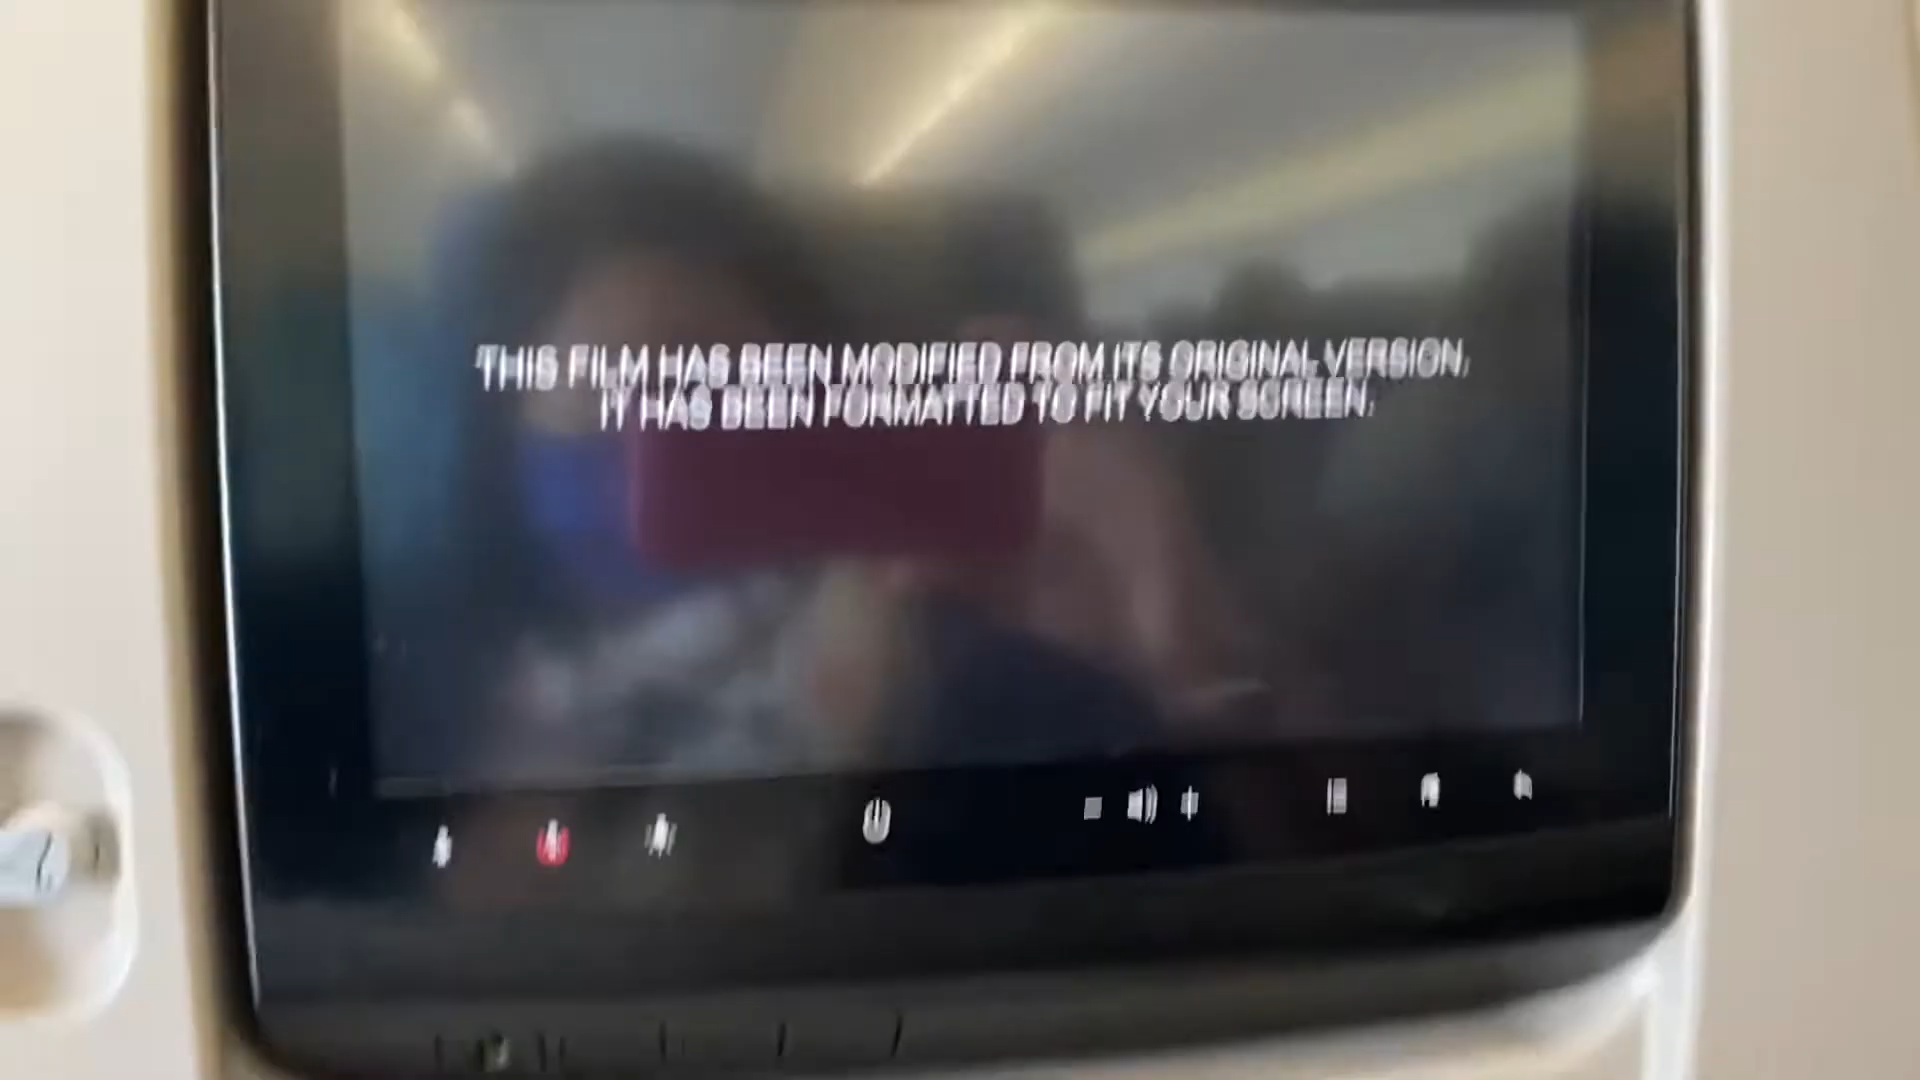 THIS FILM HAS BEEN MODIFIED FROM ITS ORIGINAL VERSION.
IT HAS BEEN FORMATTED TO FIT YOUR SCREEN.